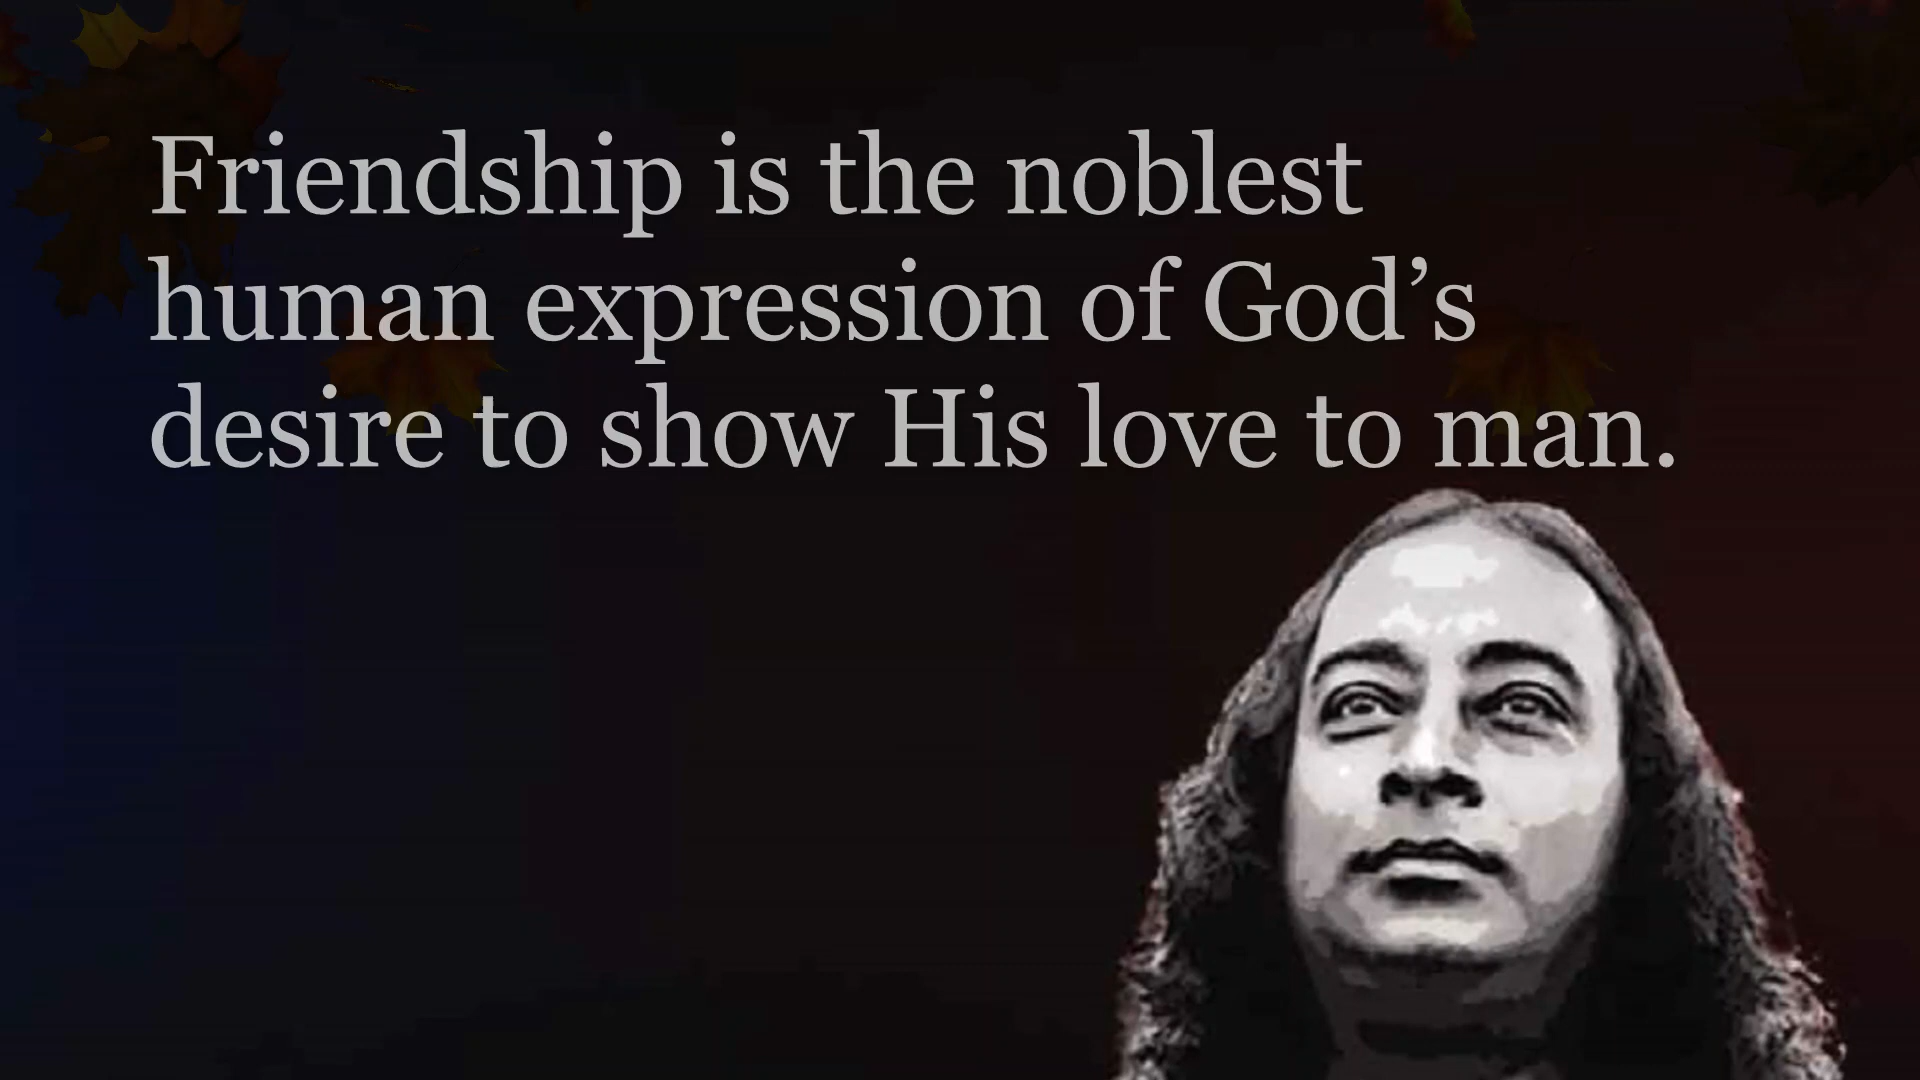 Friendship is the noblest
human expression of God’s
desire to show His love to man.